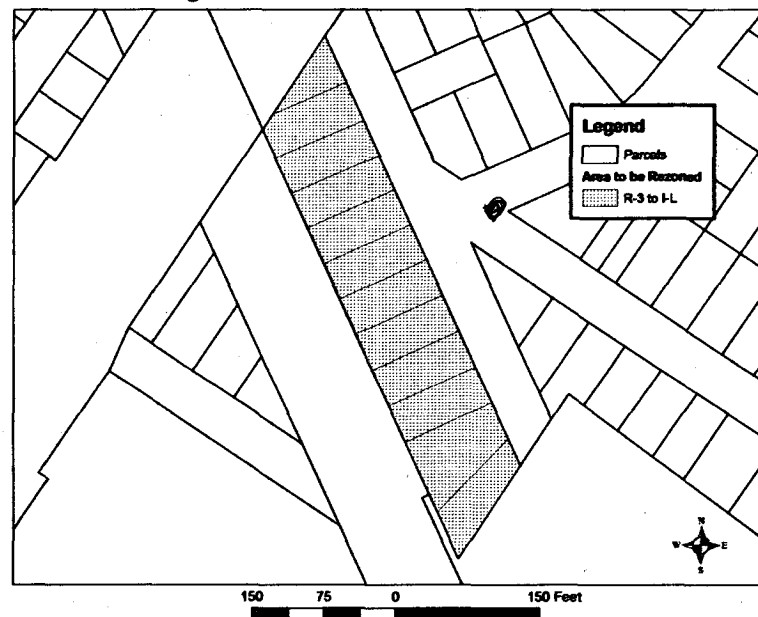 Legend
Parcels
Area to be Rezoned
R-3 to I-L
N
W E
S
150 75 0 150 Feet